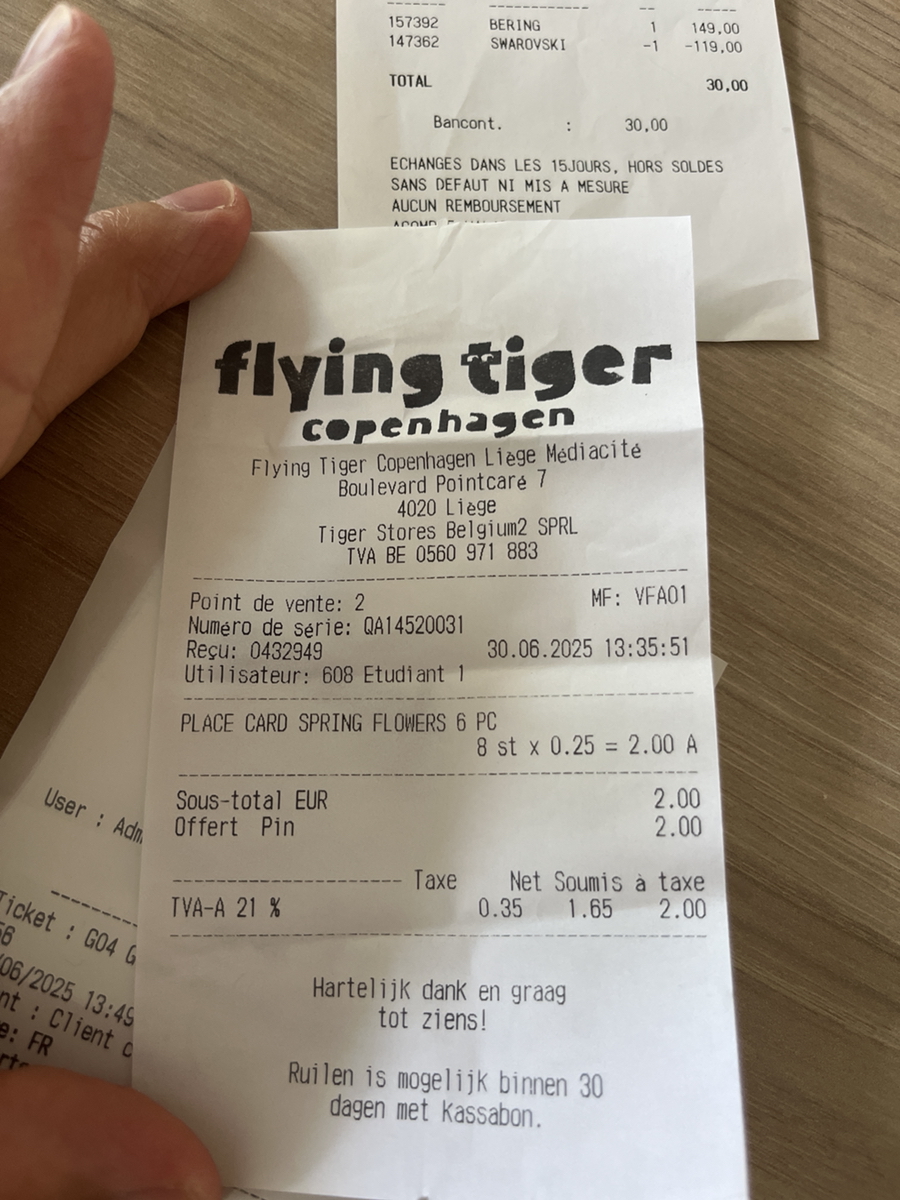 157392 BERING 1 149,00
147362 SWAROVSKI -1 -119,00
TOTAL 30,00
Bancont. : 30,00
ECHANGES DANS LES 15JOURS, HORS SOLDES
SANS DEFAUT NI MIS A MESURE
AUCUN REMBOURSEMENT
flying tiger
copenhagen
Flying Tiger Copenhagen Liège Médiacité
Boulevard Pointcaré 7
4020 Liège
Tiger Stores Belgium2 SPRL
TVA BE 0560 971 883
Point de vente: 2 MF: VFA01
Numéro de série: QA14520031
Reçu: 0432949 30.06.2025 13:35:51
Utilisateur: 608 Etudiant 1
PLACE CARD SPRING FLOWERS 6 PC
8 st x 0.25 = 2.00 A
Sous-total EUR 2.00
Offert Pin 2.00
Taxe Net Soumis à taxe
TVA-A 21 % 0.35 1.65 2.00
Hartelijk dank en graag
tot ziens!
Ruilen is mogelijk binnen 30
dagen met Kassabon.
User :
Ticket : G04
06/2025 13:49
: Client
: FR